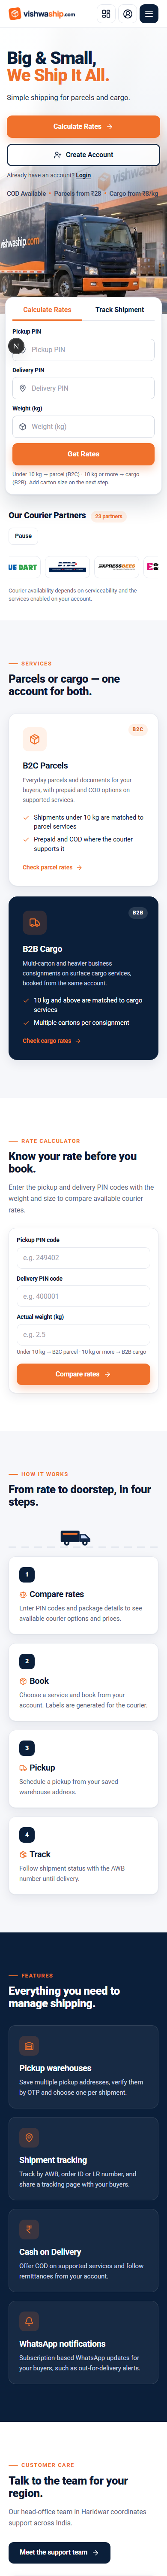 vishwaship.com
Big & Small,
We Ship It All.
Simple shipping for parcels and cargo.
Calculate Rates
Create Account
Already have an account? Login
COD Available • Parcels from ₹28 • Cargo from ₹8/kg
vishwaship.com
Calculate Rates
Track Shipment
Pickup PIN
N
Pickup PIN
Delivery PIN
Delivery PIN
Weight (kg)
Weight (kg)
Get Rates
Under 10 kg → parcel (B2C) · 10 kg or more → cargo
(B2B). Add carton size on the next step.
Our Courier Partners
23 partners
Pause
UE DART
XPRESSBEES
Courier availability depends on serviceability and the
services enabled on your account.
SERVICES
Parcels or cargo — one
account for both.
B2C
B2C Parcels
Everyday parcels and documents for your
buyers, with prepaid and COD options on
supported services.
Shipments under 10 kg are matched to
parcel services
Prepaid and COD where the courier
supports it
Check parcel rates
B2B
B2B Cargo
Multi-carton and heavier business
consignments on surface cargo services,
booked from the same account.
10 kg and above are matched to cargo
services
Multiple cartons per consignment
Check cargo rates
RATE CALCULATOR
Know your rate before you
book.
Enter the pickup and delivery PIN codes with the
weight and size to compare available courier
rates.
Pickup PIN code
e.g. 249402
Delivery PIN code
e.g. 400001
Actual weight (kg)
e.g. 2.5
Under 10 kg → B2C parcel · 10 kg or more → B2B cargo
Compare rates
HOW IT WORKS
From rate to doorstep, in four
steps.
1
Compare rates
Enter PIN codes and package details to see
available courier options and prices.
2
Book
Choose a service and book from your
account. Labels are generated for the courier.
3
Pickup
Schedule a pickup from your saved
warehouse address.
4
Track
Follow shipment status with the AWB
number until delivery.
FEATURES
Everything you need to
manage shipping.
Pickup warehouses
Save multiple pickup addresses, verify them
by OTP and choose one per shipment.
Shipment tracking
Track by AWB, order ID or LR number, and
share a tracking page with your buyers.
₹
Cash on Delivery
Offer COD on supported services and follow
remittances from your account.
WhatsApp notifications
Subscription-based WhatsApp updates for
your buyers, such as out-for-delivery alerts.
CUSTOMER CARE
Talk to the team for your
region.
Our head-office team in Haridwar coordinates
support across India.
Meet the support team